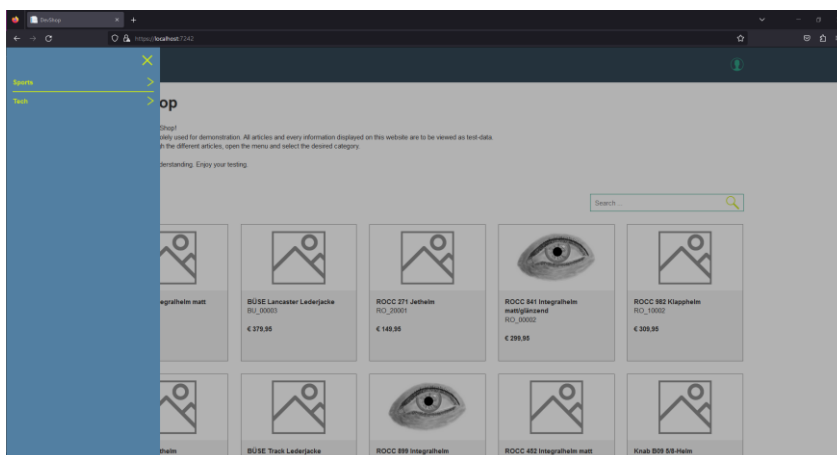 DevShop
https://localhost:7242
Sports
Tech
op
Shop!
olely used for demonstration. All articles and every information displayed on this website are to be viewed as test-data.
h the different articles, open the menu and select the desired category.
derstanding. Enjoy your testing.
Search ...
egralhelm matt
BÜSE Lancaster Lederjacke
BU_00003
€ 379,95
ROCC 271 Jethelm
RO_20001
€ 149,95
ROCC 841 Integralhelm
matt/glänzend
RO_00002
€ 299,95
ROCC 982 Klapphelm
RO_10002
€ 309,95
thelm
BÜSE Track Lederjacke
ROCC 899 Integralhelm
ROCC 452 Integralhelm matt
Knab B09 5/8-Helm